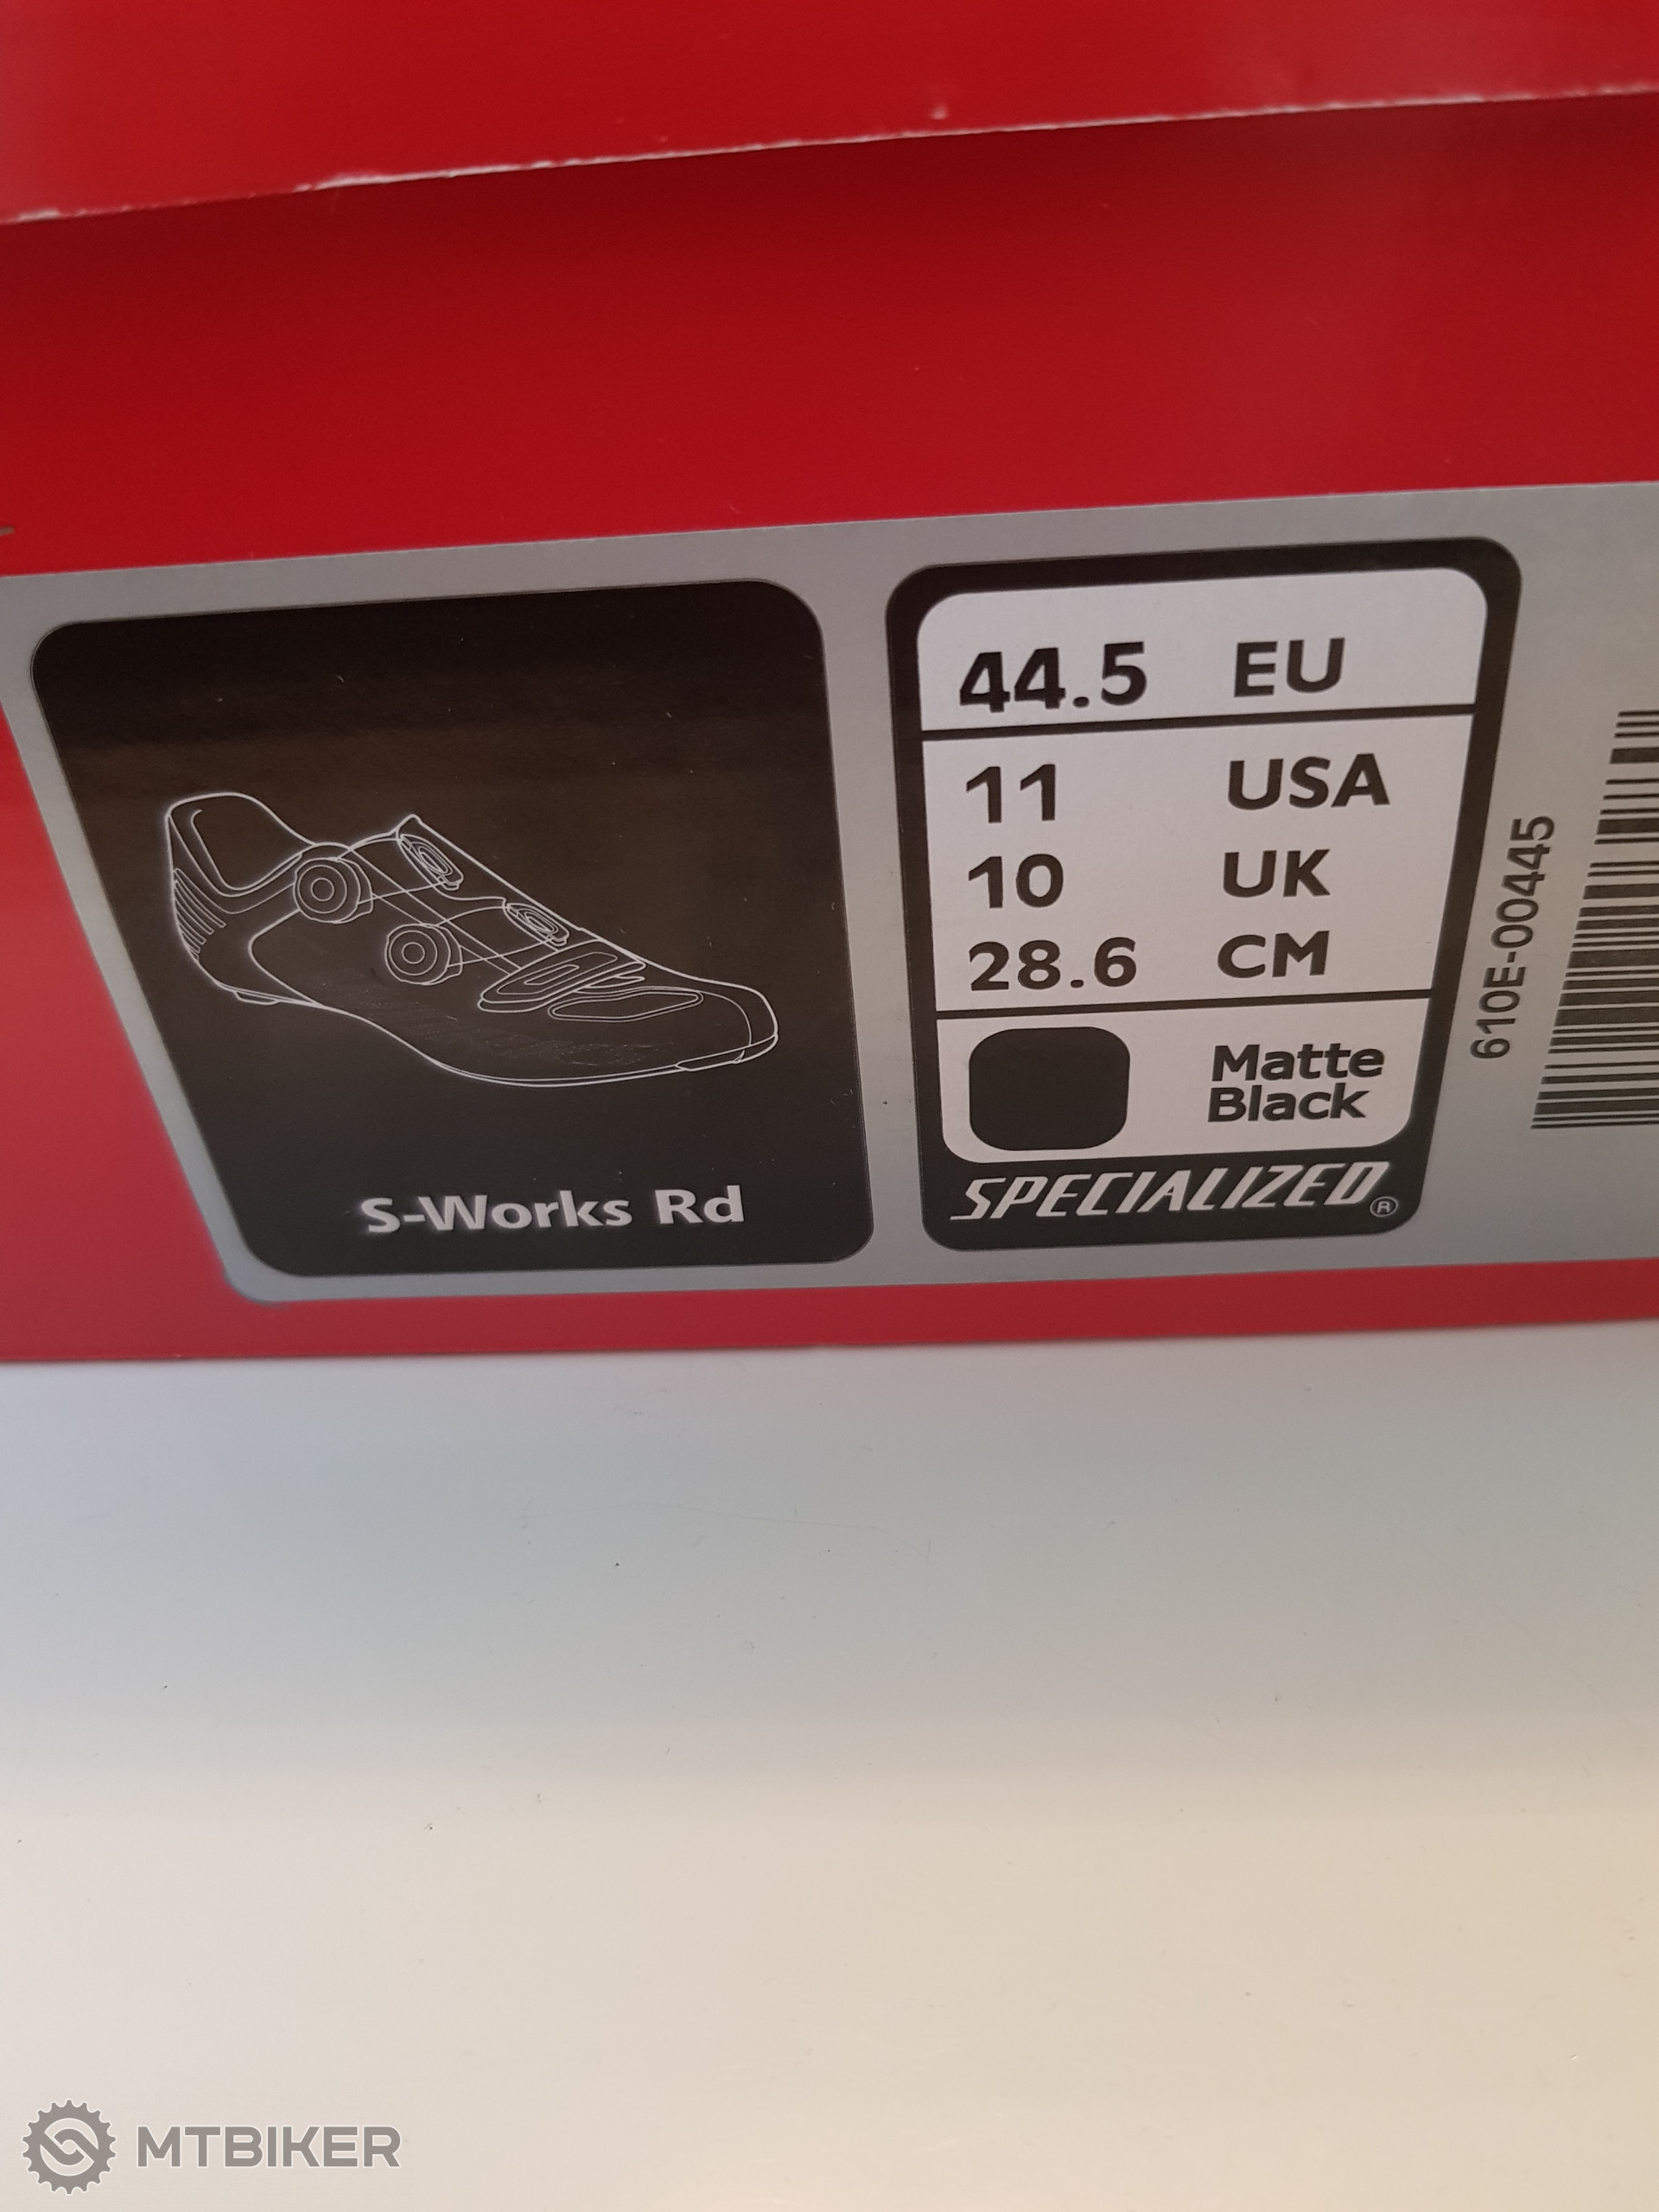 44.5 EU
11 USA
10 UK
28.6 CM
Matte
Black
SPECIALIZED®
S-Works Rd
610E-00445
MTBIKER